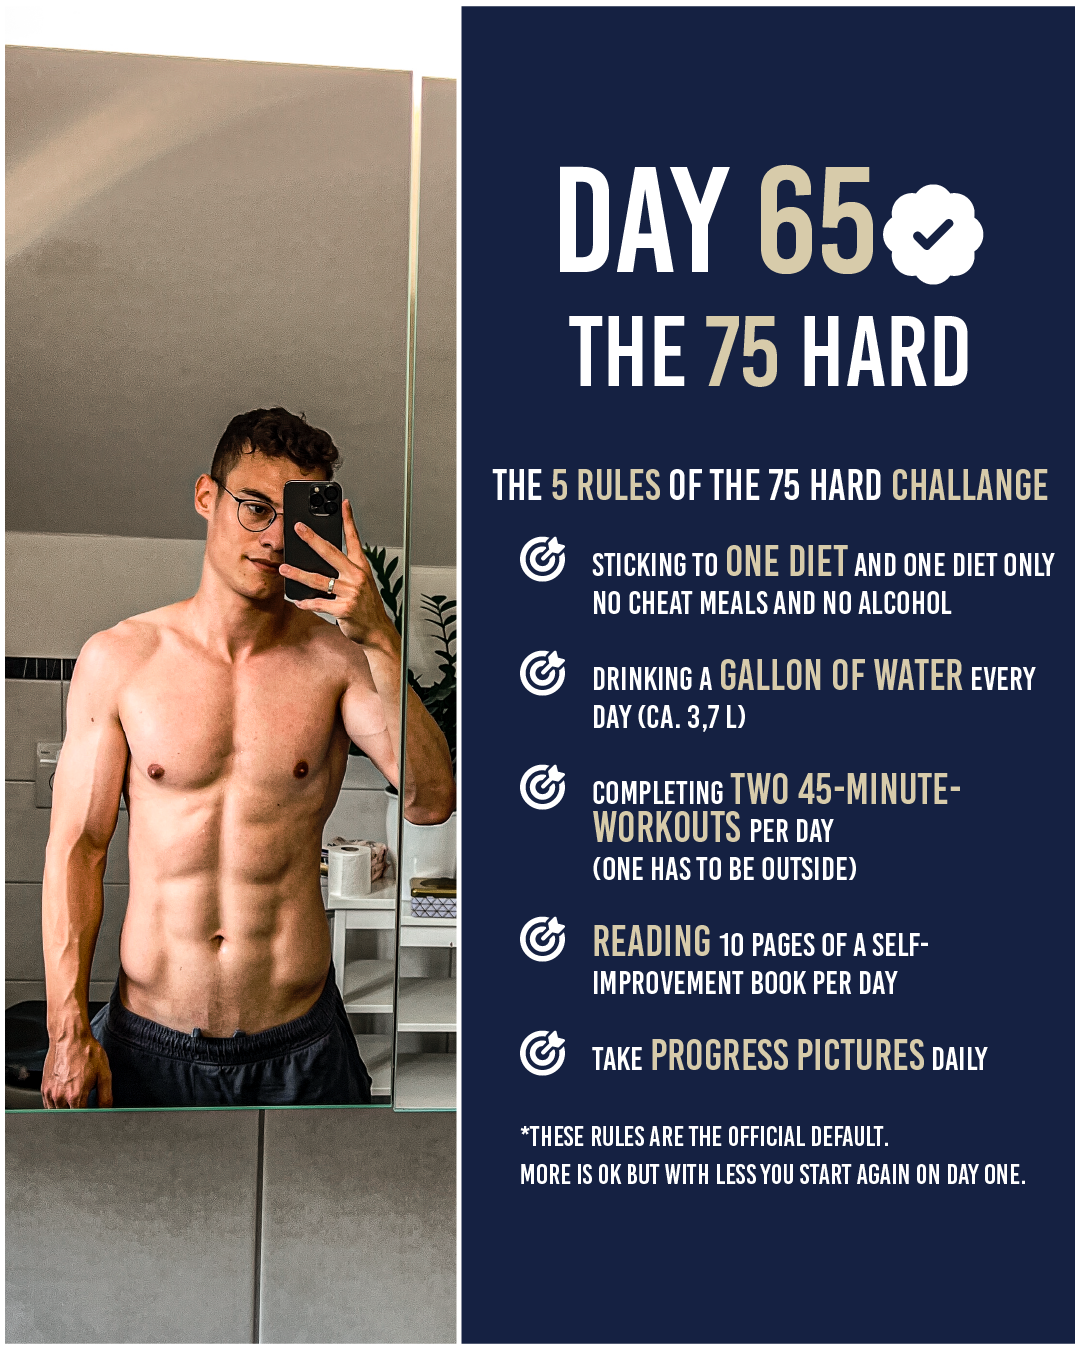 DAY 65
THE 75 HARD
THE 5 RULES OF THE 75 HARD CHALLANGE
STICKING TO ONE DIET AND ONE DIET ONLY
NO CHEAT MEALS AND NO ALCOHOL
DRINKING A GALLON OF WATER EVERY
DAY (CA. 3,7 L)
COMPLETING TWO 45-MINUTE-
WORKOUTS PER DAY
(ONE HAS TO BE OUTSIDE)
READING 10 PAGES OF A SELF-
IMPROVEMENT BOOK PER DAY
TAKE PROGRESS PICTURES DAILY
*THESE RULES ARE THE OFFICIAL DEFAULT.
MORE IS OK BUT WITH LESS YOU START AGAIN ON DAY ONE.